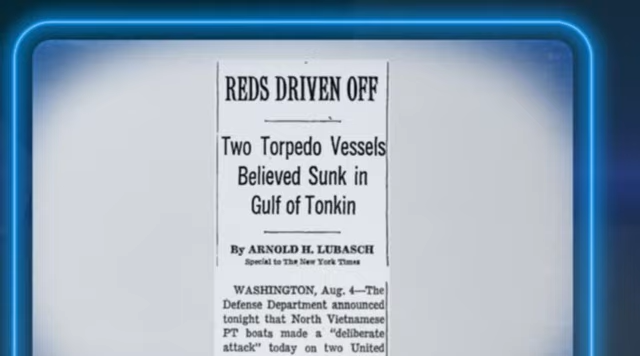 REDS DRIVEN OFF
Two Torpedo Vessels
Believed Sunk in
Gulf of Tonkin
By ARNOLD H. LUBASCH
Special to The New York Times
WASHINGTON, Aug. 4—The
Defense Department announced
tonight that North Vietnamese
PT boats made a "deliberate
attack" today on two United